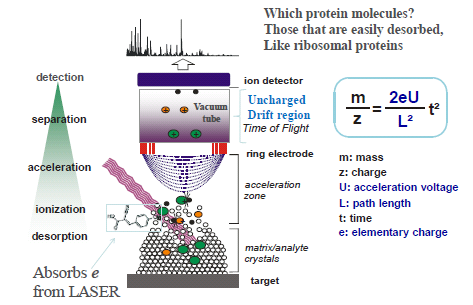 Which protein molecules?
Those that are easily desorbed,
Like ribosomal proteins
detection
separation
acceleration
ionization
desorption
Absorbs e
from LASER
ion detector
Vacuum
tube
Uncharged
Drift region
Time of Flight
ring electrode
acceleration
zone
matrix/analyte
crystals
target
m/z = 2eU/L² t²
m: mass
z: charge
U: acceleration voltage
L: path length
t: time
e: elementary charge